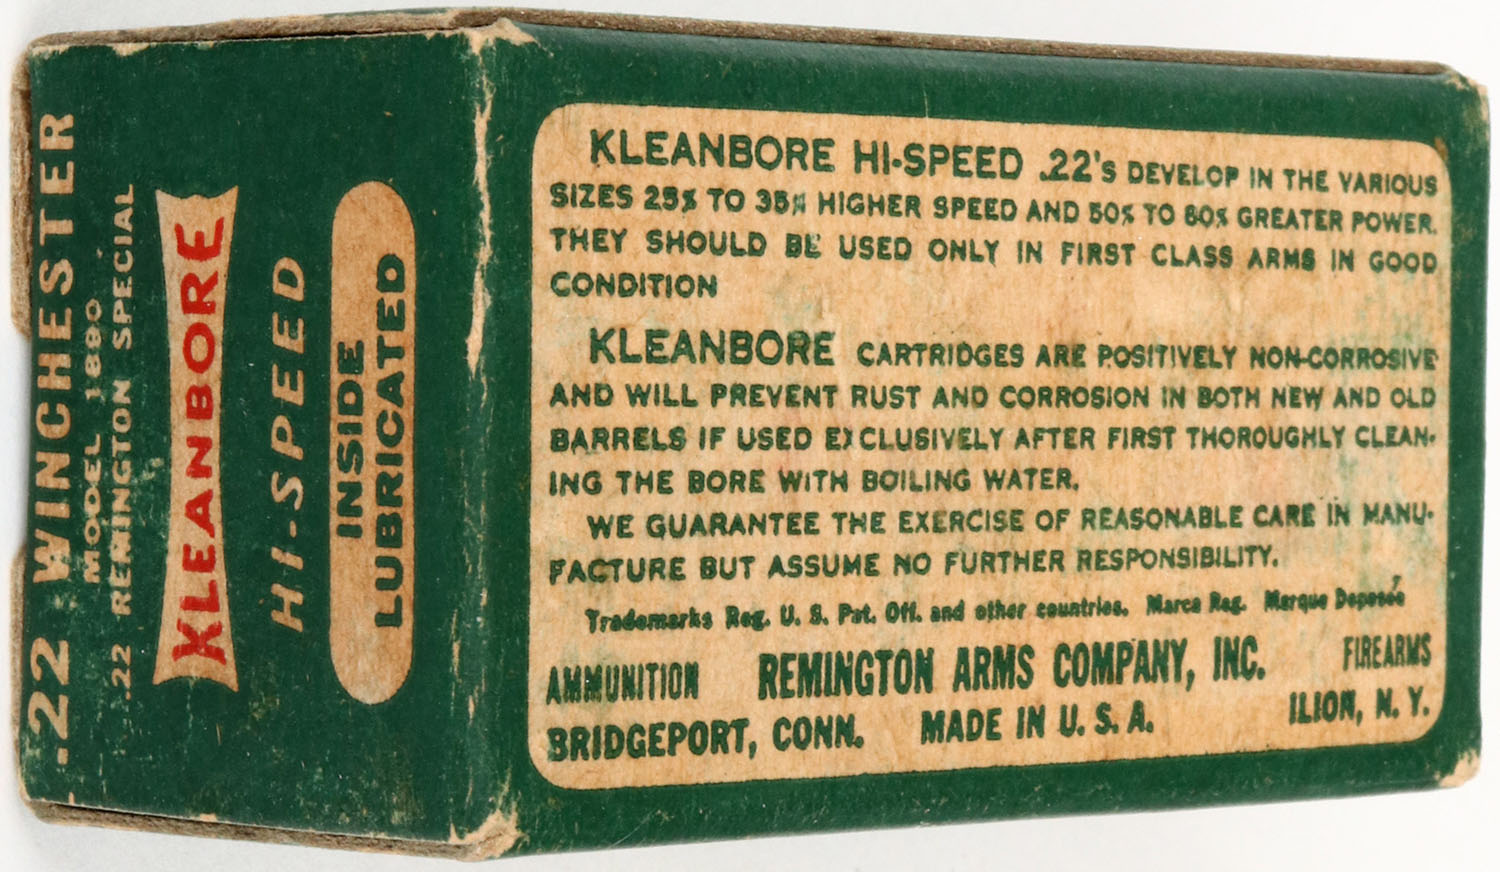 .22 WINCHESTER
MODEL 1890
.22 REMINGTON SPECIAL
KLEANBORE
HI-SPEED
INSIDE
LUBRICATED
KLEANBORE HI-SPEED .22's DEVELOP IN THE VARIOUS
SIZES 25% TO 35% HIGHER SPEED AND 50% TO 80% GREATER POWER.
THEY SHOULD BE USED ONLY IN FIRST CLASS ARMS IN GOOD
CONDITION
KLEANBORE CARTRIDGES ARE POSITIVELY NON-CORROSIVE
AND WILL PREVENT RUST AND CORROSION IN BOTH NEW AND OLD
BARRELS IF USED EXCLUSIVELY AFTER FIRST THOROUGHLY CLEAN-
ING THE BORE WITH BOILING WATER.
WE GUARANTEE THE EXERCISE OF REASONABLE CARE IN MANU-
FACTURE BUT ASSUME NO FURTHER RESPONSIBILITY.
Trademarks Reg. U. S. Pat. Off. and other countries. Marca Reg. Marque Deposée
AMMUNITION REMINGTON ARMS COMPANY, INC. FIREARMS
BRIDGEPORT, CONN. MADE IN U. S. A. ILION, N. Y.